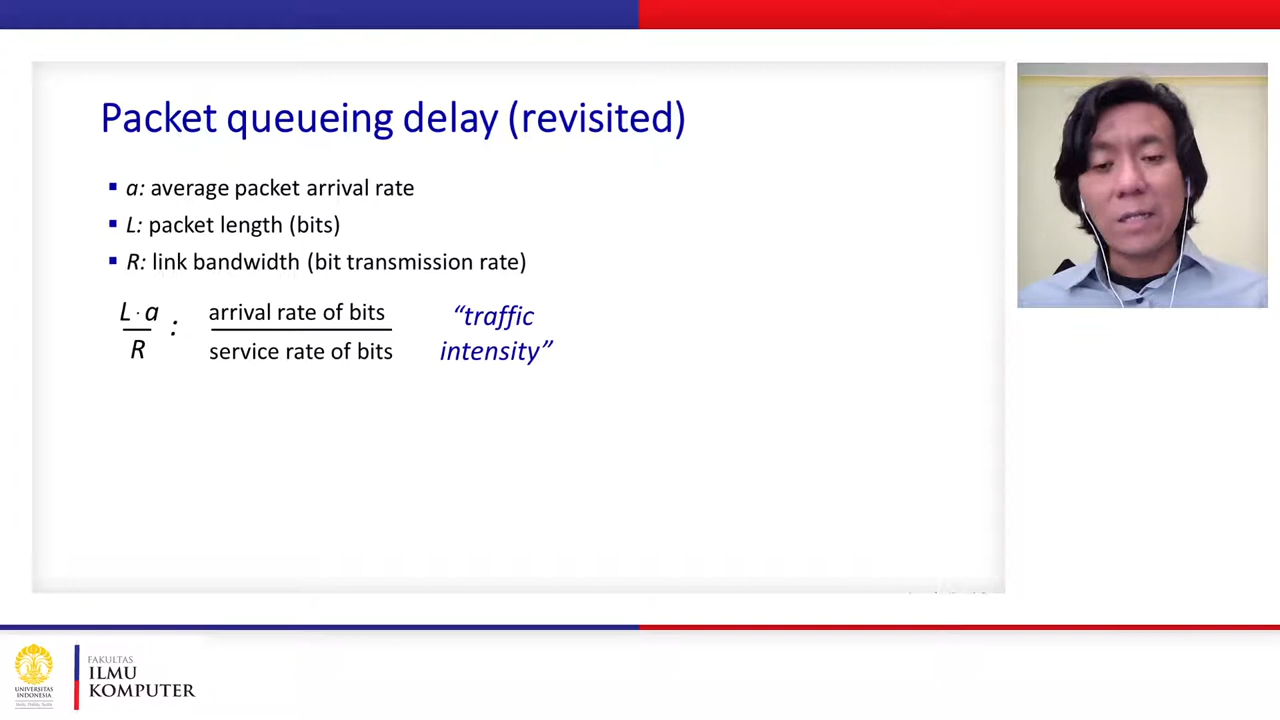 Packet queueing delay (revisited)
a: average packet arrival rate
L: packet length (bits)
R: link bandwidth (bit transmission rate)
L · a
R
:
arrival rate of bits
service rate of bits
“traffic
intensity”
UNIVERSITAS
INDONESIA
FAKULTAS
ILMU
KOMPUTER